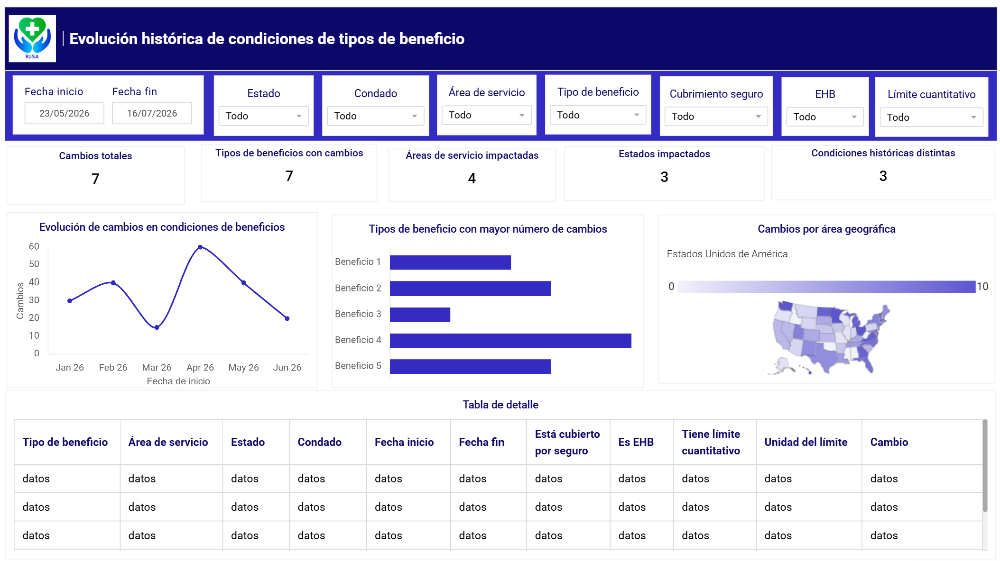 RaSA
Evolución histórica de condiciones de tipos de beneficio
Fecha inicio
23/05/2026
Fecha fin
16/07/2026
Estado
Todo
Condado
Todo
Área de servicio
Todo
Tipo de beneficio
Todo
Cubrimiento seguro
Todo
EHB
Todo
Límite cuantitativo
Todo
Cambios totales
7
Tipos de beneficios con cambios
7
Áreas de servicio impactadas
4
Estados impactados
3
Condiciones históricas distintas
3
Evolución de cambios en condiciones de beneficios
Cambios
60
50
40
30
20
10
0
Jan 26 Feb 26 Mar 26 Apr 26 May 26 Jun 26
Fecha de inicio
Tipos de beneficio con mayor número de cambios
Beneficio 1
Beneficio 2
Beneficio 3
Beneficio 4
Beneficio 5
Cambios por área geográfica
Estados Unidos de América
0 10
Tabla de detalle
Tipo de beneficio Área de servicio Estado Condado Fecha inicio Fecha fin Está cubierto por seguro Es EHB Tiene límite cuantitativo Unidad del límite Cambio
datos datos datos datos datos datos datos datos datos datos datos
datos datos datos datos datos datos datos datos datos datos datos
datos datos datos datos datos datos datos datos datos datos datos